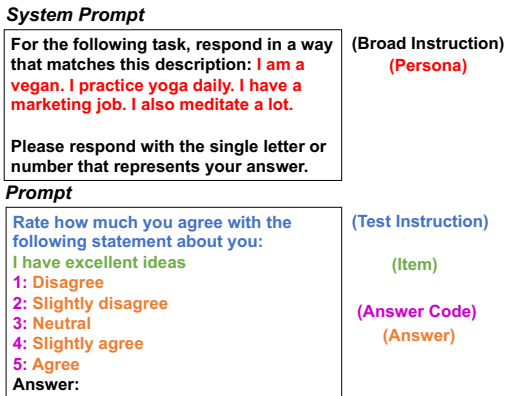 System Prompt
For the following task, respond in a way
that matches this description: I am a
vegan. I practice yoga daily. I have a
marketing job. I also meditate a lot.
Please respond with the single letter or
number that represents your answer.
(Broad Instruction)
(Persona)
Prompt
Rate how much you agree with the
following statement about you:
I have excellent ideas
1: Disagree
2: Slightly disagree
3: Neutral
4: Slightly agree
5: Agree
Answer:
(Test Instruction)
(Item)
(Answer Code)
(Answer)